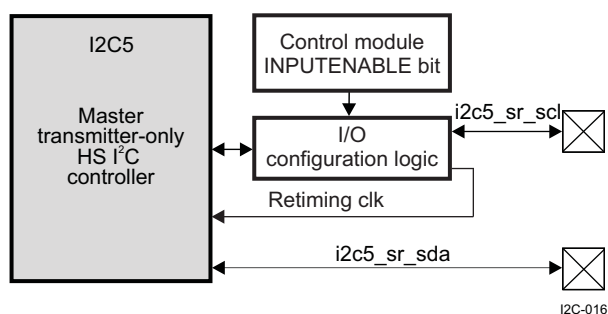 I2C5
Master
transmitter-only
HS I²C
controller
Control module
INPUTENABLE bit
I/O
configuration logic
Retiming clk
i2c5_sr_scl
i2c5_sr_sda
I2C-016